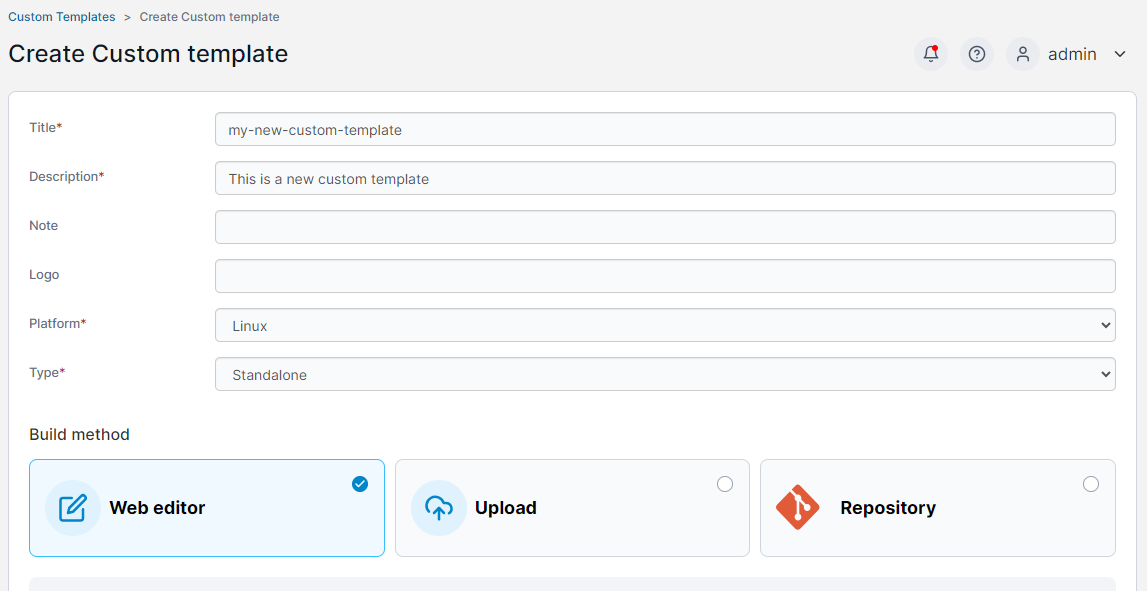 Custom Templates > Create Custom template
Create Custom template
admin
Title*
my-new-custom-template
Description*
This is a new custom template
Note
Logo
Platform*
Linux
Type*
Standalone
Build method
Web editor
Upload
Repository